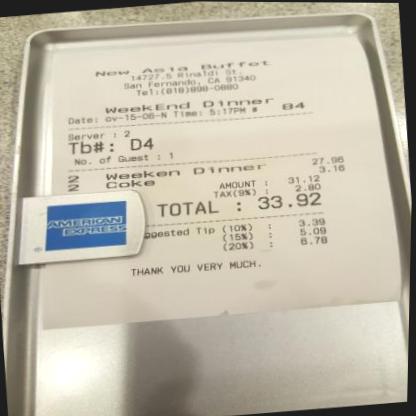 New Asia Buffet
14727.5 Rinaldi St.
San Fernando, CA 91340
Tel:(818)898-0880
WeekEnd Dinner
Date: ov-15-06-N Time: 5:17PM # 84
Server : 2
Tb#: D4
No. of Guest : 1
2 Weeken Dinner 27.96
2 Coke 3.16
AMOUNT : 31.12
TAX(9%) : 2.80
TOTAL : 33.92
ggested Tip (10%) : 3.39
(15%) : 5.09
(20%) : 6.78
THANK YOU VERY MUCH.
AMERICAN
EXPRESS
®